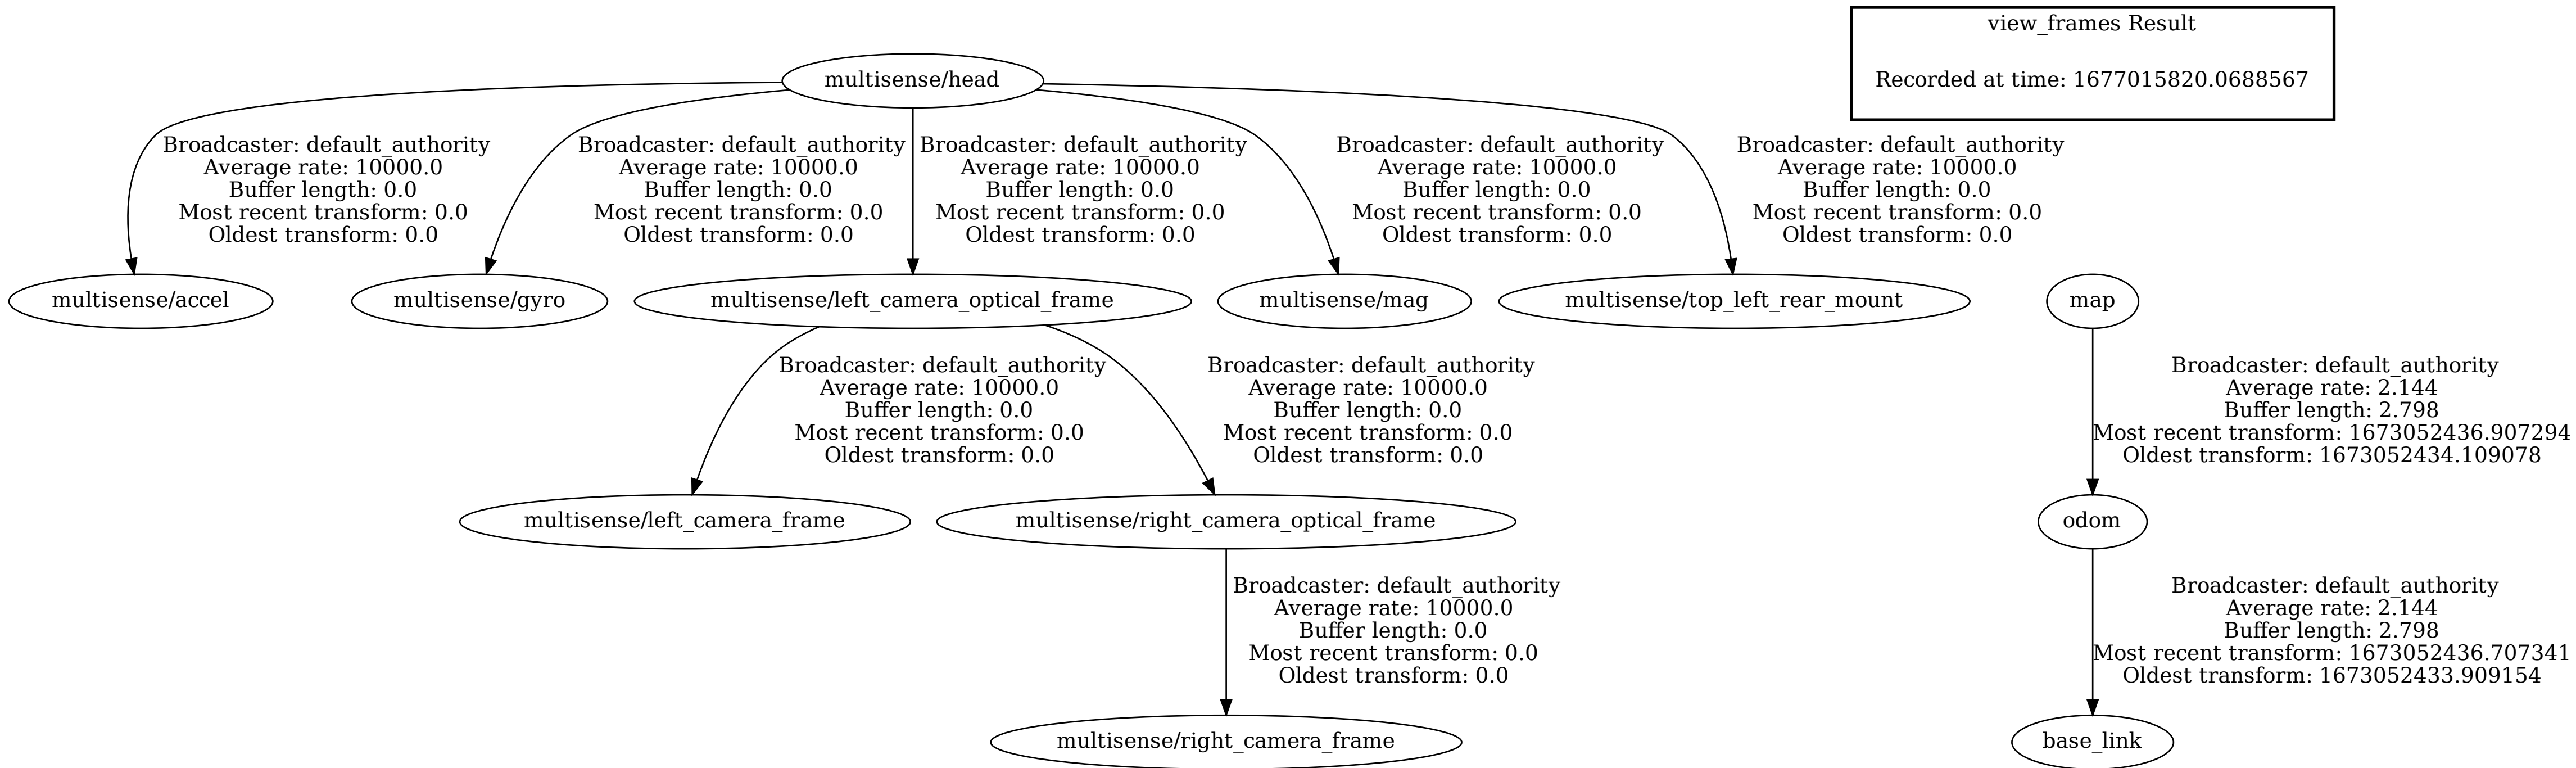 view_frames Result
Recorded at time: 1677015820.0688567
multisense/head
Broadcaster: default_authority
Average rate: 10000.0
Buffer length: 0.0
Most recent transform: 0.0
Oldest transform: 0.0
Broadcaster: default_authority
Average rate: 10000.0
Buffer length: 0.0
Most recent transform: 0.0
Oldest transform: 0.0
Broadcaster: default_authority
Average rate: 10000.0
Buffer length: 0.0
Most recent transform: 0.0
Oldest transform: 0.0
Broadcaster: default_authority
Average rate: 10000.0
Buffer length: 0.0
Most recent transform: 0.0
Oldest transform: 0.0
Broadcaster: default_authority
Average rate: 10000.0
Buffer length: 0.0
Most recent transform: 0.0
Oldest transform: 0.0
multisense/accel
multisense/gyro
multisense/left_camera_optical_frame
multisense/mag
multisense/top_left_rear_mount
map
Broadcaster: default_authority
Average rate: 10000.0
Buffer length: 0.0
Most recent transform: 0.0
Oldest transform: 0.0
Broadcaster: default_authority
Average rate: 10000.0
Buffer length: 0.0
Most recent transform: 0.0
Oldest transform: 0.0
Broadcaster: default_authority
Average rate: 2.144
Buffer length: 2.798
Most recent transform: 1673052436.907294
Oldest transform: 1673052434.109078
multisense/left_camera_frame
multisense/right_camera_optical_frame
odom
Broadcaster: default_authority
Average rate: 10000.0
Buffer length: 0.0
Most recent transform: 0.0
Oldest transform: 0.0
Broadcaster: default_authority
Average rate: 2.144
Buffer length: 2.798
Most recent transform: 1673052436.707341
Oldest transform: 1673052433.909154
multisense/right_camera_frame
base_link